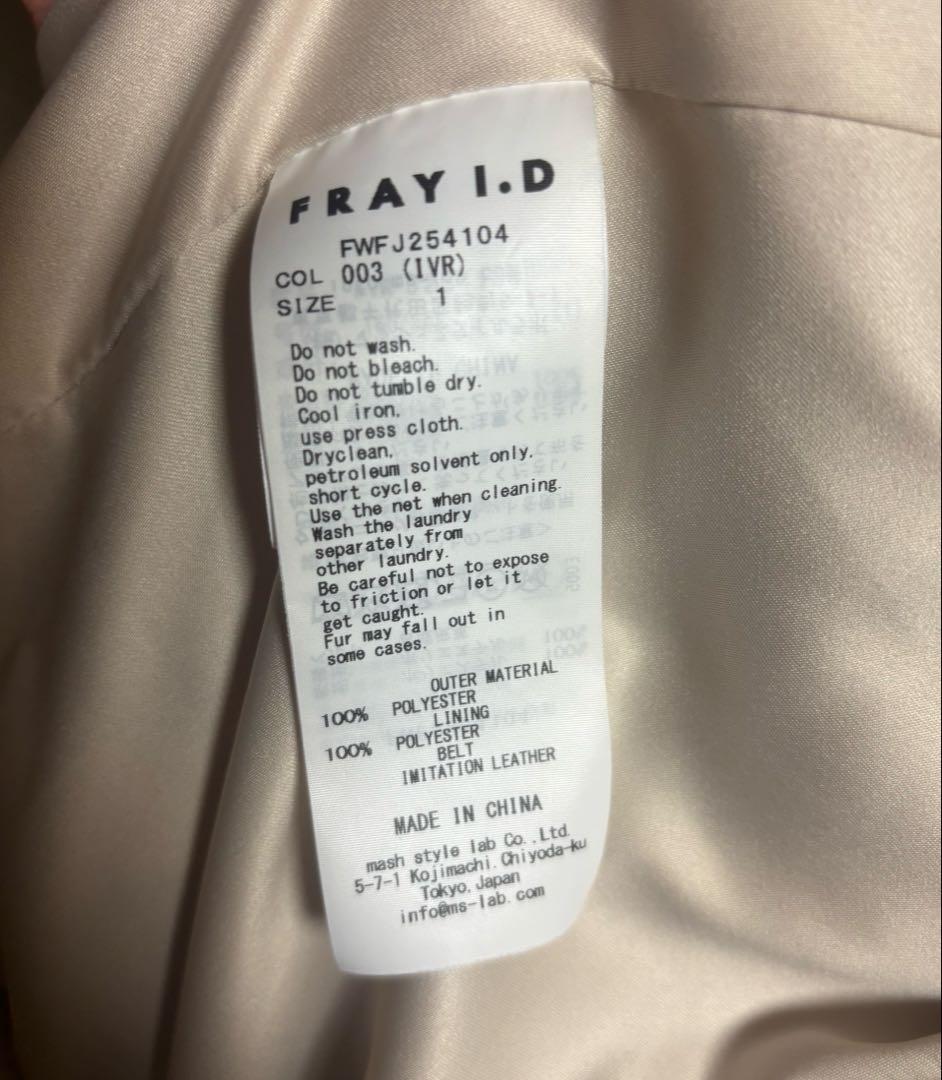 FRAY I.D
FWFJ254104
COL 003 (IVR)
SIZE 1
Do not wash.
Do not bleach.
Do not tumble dry.
Cool iron.
use press cloth.
Dryclean,
petroleum solvent only.
short cycle.
Use the net when cleaning.
Wash the laundry
separately from
other laundry.
Be careful not to expose
to friction or let it
get caught.
Fur may fall out in
some cases.
OUTER MATERIAL
100% POLYESTER
LINING
100% POLYESTER
BELT
IMITATION LEATHER
MADE IN CHINA
mash style lab Co.,Ltd.
5-7-1 Kojimachi.Chiyoda-ku
Tokyo.Japan
info@ms-lab.com